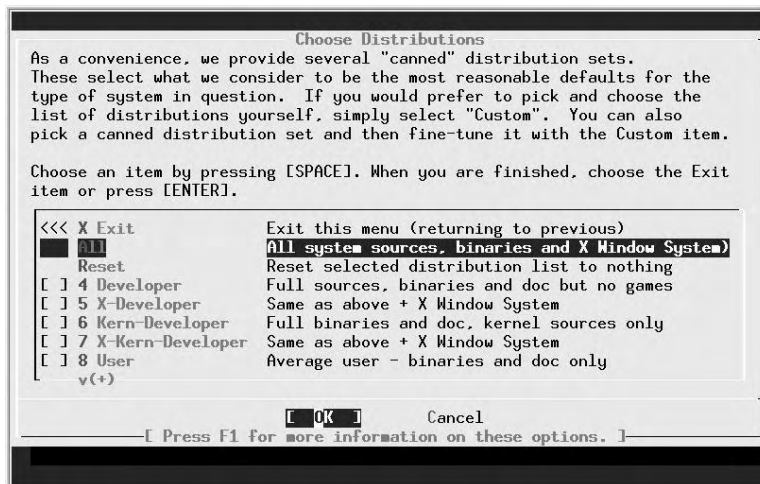 Choose Distributions
As a convenience, we provide several "canned" distribution sets.
These select what we consider to be the most reasonable defaults for the
type of system in question.  If you would prefer to pick and choose the
list of distributions yourself, simply select "Custom".  You can also
pick a canned distribution set and then fine-tune it with the Custom item.
Choose an item by pressing [SPACE]. When you are finished, choose the Exit
item or press [ENTER].
<<< X Exit Exit this menu (returning to previous)
All All system sources, binaries and X Window System)
Reset Reset selected distribution list to nothing
[ ] 4 Developer Full sources, binaries and doc but no games
[ ] 5 X-Developer Same as above + X Window System
[ ] 6 Kern-Developer Full binaries and doc, kernel sources only
[ ] 7 X-Kern-Developer Same as above + X Window System
[ ] 8 User Average user - binaries and doc only
v(+)
[ OK ] Cancel
[ Press F1 for more information on these options. ]